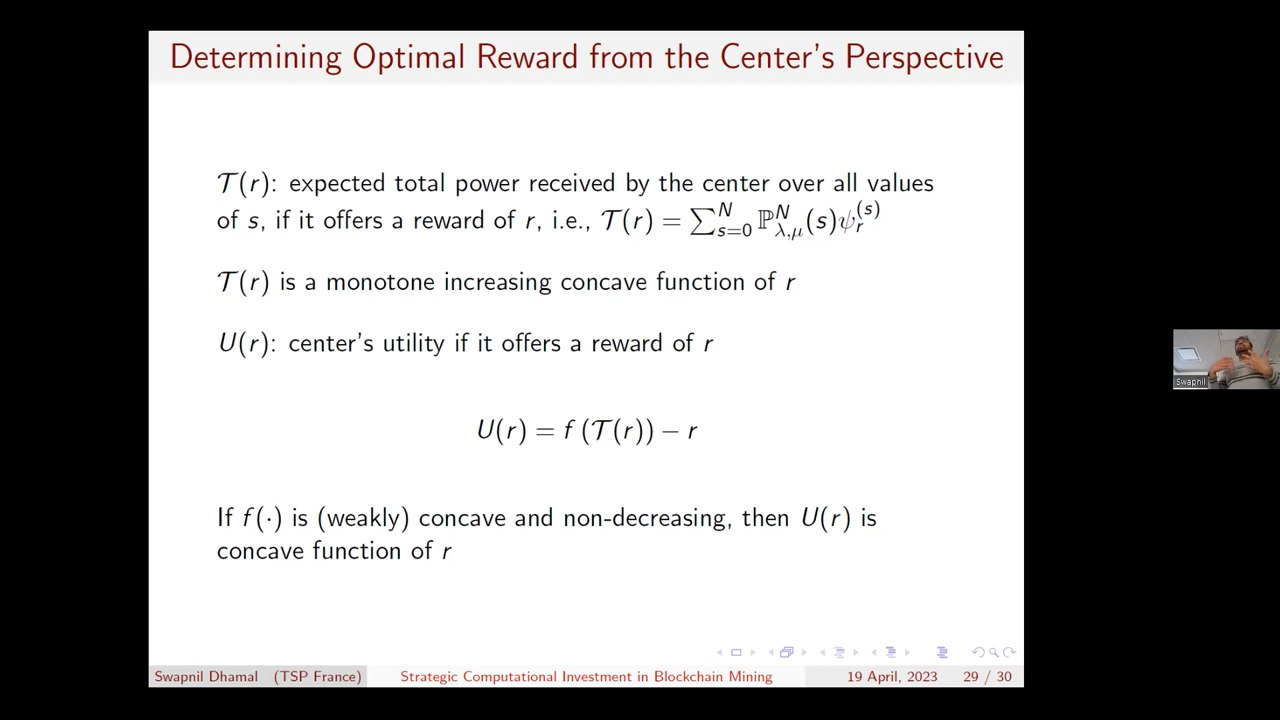 Determining Optimal Reward from the Center's Perspective
𝒯(r): expected total power received by the center over all values
of s, if it offers a reward of r, i.e., 𝒯(r) = ∑_{s=0}^{N} ℙ_{λ,μ}^{N}(s)ψ_r^{(s)}
𝒯(r) is a monotone increasing concave function of r
U(r): center's utility if it offers a reward of r
U(r) = f (𝒯(r)) − r
If f(·) is (weakly) concave and non-decreasing, then U(r) is
concave function of r
Swapnil Dhamal (TSP France) Strategic Computational Investment in Blockchain Mining 19 April, 2023 29 / 30
Swapnil